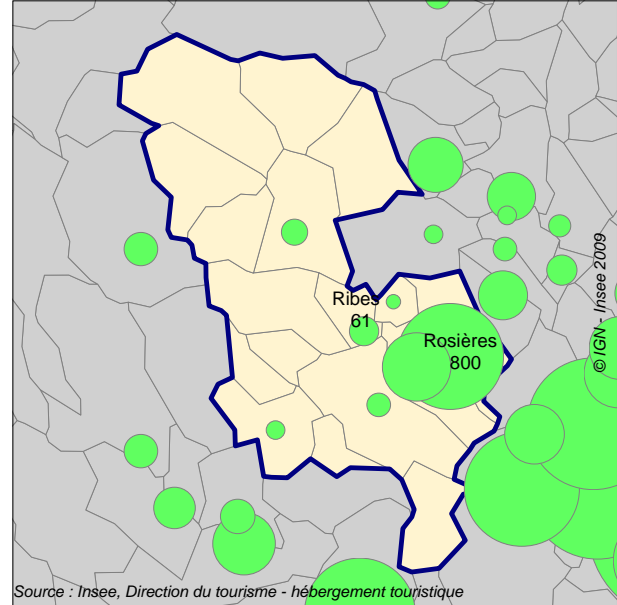 © IGN - Insee 2009
Ribes
61
Rosières
800
Source : Insee, Direction du tourisme - hébergement touristique